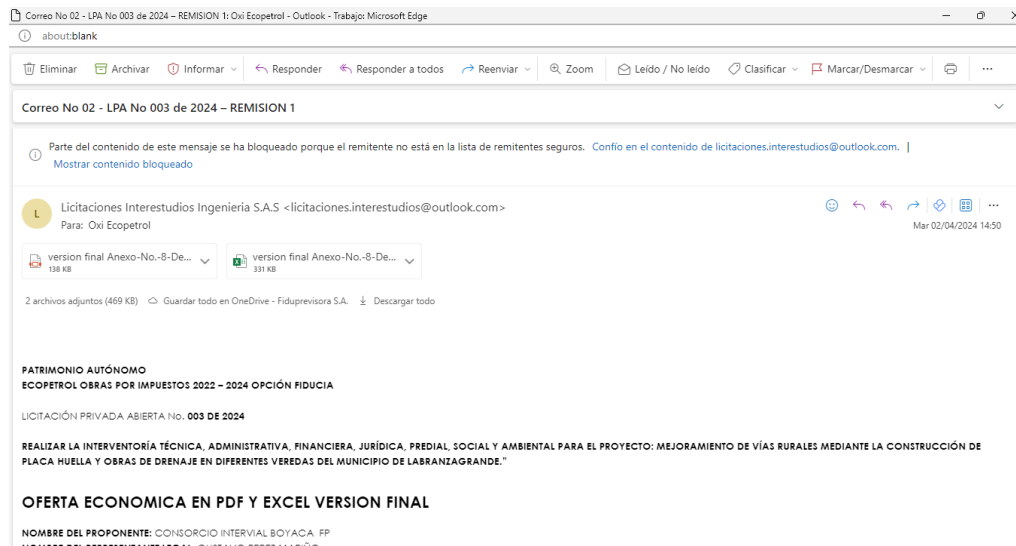 Correo No 02 - LPA No 003 de 2024 – REMISION 1: Oxi Ecopetrol - Outlook - Trabajo: Microsoft Edge
about:blank
Eliminar Archivar Informar Responder Responder a todos Reenviar Zoom Leído / No leído Clasificar Marcar/Desmarcar
Correo No 02 - LPA No 003 de 2024 – REMISION 1
Parte del contenido de este mensaje se ha bloqueado porque el remitente no está en la lista de remitentes seguros. Confío en el contenido de licitaciones.interestudios@outlook.com. |
Mostrar contenido bloqueado
L
Licitaciones Interestudios Ingenieria S.A.S <licitaciones.interestudios@outlook.com>
Para: Oxi Ecopetrol
Mar 02/04/2024 14:50
version final Anexo-No.-8-De...
138 KB
version final Anexo-No.-8-De...
331 KB
2 archivos adjuntos (469 KB) Guardar todo en OneDrive - Fiduprevisora S.A. Descargar todo
PATRIMONIO AUTÓNOMO
ECOPETROL OBRAS POR IMPUESTOS 2022 – 2024 OPCIÓN FIDUCIA
LICITACIÓN PRIVADA ABIERTA No. 003 DE 2024
REALIZAR LA INTERVENTORÍA TÉCNICA, ADMINISTRATIVA, FINANCIERA, JURÍDICA, PREDIAL, SOCIAL Y AMBIENTAL PARA EL PROYECTO: MEJORAMIENTO DE VÍAS RURALES MEDIANTE LA CONSTRUCCIÓN DE
PLACA HUELLA Y OBRAS DE DRENAJE EN DIFERENTES VEREDAS DEL MUNICIPIO DE LABRANZAGRANDE."
OFERTA ECONOMICA EN PDF Y EXCEL VERSION FINAL
NOMBRE DEL PROPONENTE: CONSORCIO INTERVIAL BOYACA FP